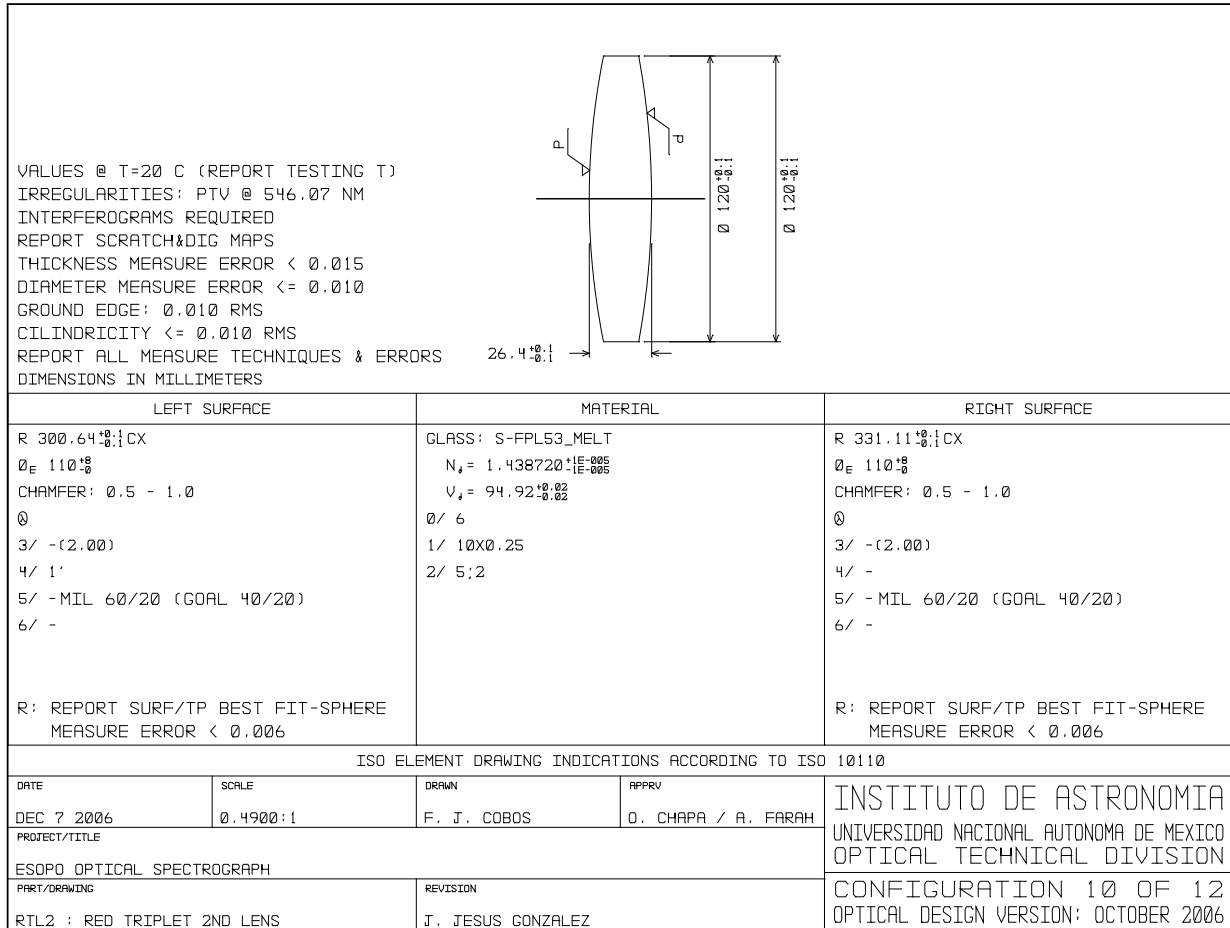 VALUES @ T=20 C (REPORT TESTING T)
IRREGULARITIES: PTV @ 546.07 NM
INTERFEROGRAMS REQUIRED
REPORT SCRATCH&DIG MAPS
THICKNESS MEASURE ERROR < 0.015
DIAMETER MEASURE ERROR <= 0.010
GROUND EDGE: 0.010 RMS
CILINDRICITY <= 0.010 RMS
REPORT ALL MEASURE TECHNIQUES & ERRORS
DIMENSIONS IN MILLIMETERS
P
P
Ø 120 +0.1 -0.1
Ø 120 +0.1 -0.1
26.4 +0.1 -0.1
LEFT SURFACE
R 300.64 +0.1 -0.1 CX
ØE 110 +8 -0
CHAMFER: 0.5 - 1.0
λ
3/ -(2.00)
4/ 1'
5/ -MIL 60/20 (GOAL 40/20)
6/ -
R: REPORT SURF/TP BEST FIT-SPHERE
MEASURE ERROR < 0.006
MATERIAL
GLASS: S-FPL53_MELT
Nd= 1.438720 +1E-005 -1E-005
Vd= 94.92 +0.02 -0.02
0/ 6
1/ 10X0.25
2/ 5;2
RIGHT SURFACE
R 331.11 +0.1 -0.1 CX
ØE 110 +8 -0
CHAMFER: 0.5 - 1.0
λ
3/ -(2.00)
4/ -
5/ -MIL 60/20 (GOAL 40/20)
6/ -
R: REPORT SURF/TP BEST FIT-SPHERE
MEASURE ERROR < 0.006
ISO ELEMENT DRAWING INDICATIONS ACCORDING TO ISO 10110
DATE
DEC 7 2006
SCALE
0.4900:1
DRAWN
F. J. COBOS
APPRV
O. CHAPA / A. FARAH
PROJECT/TITLE
ESOPO OPTICAL SPECTROGRAPH
PART/DRAWING
RTL2 : RED TRIPLET 2ND LENS
REVISION
J. JESUS GONZALEZ
INSTITUTO DE ASTRONOMIA
UNIVERSIDAD NACIONAL AUTONOMA DE MEXICO
OPTICAL TECHNICAL DIVISION
CONFIGURATION 10 OF 12
OPTICAL DESIGN VERSION: OCTOBER 2006